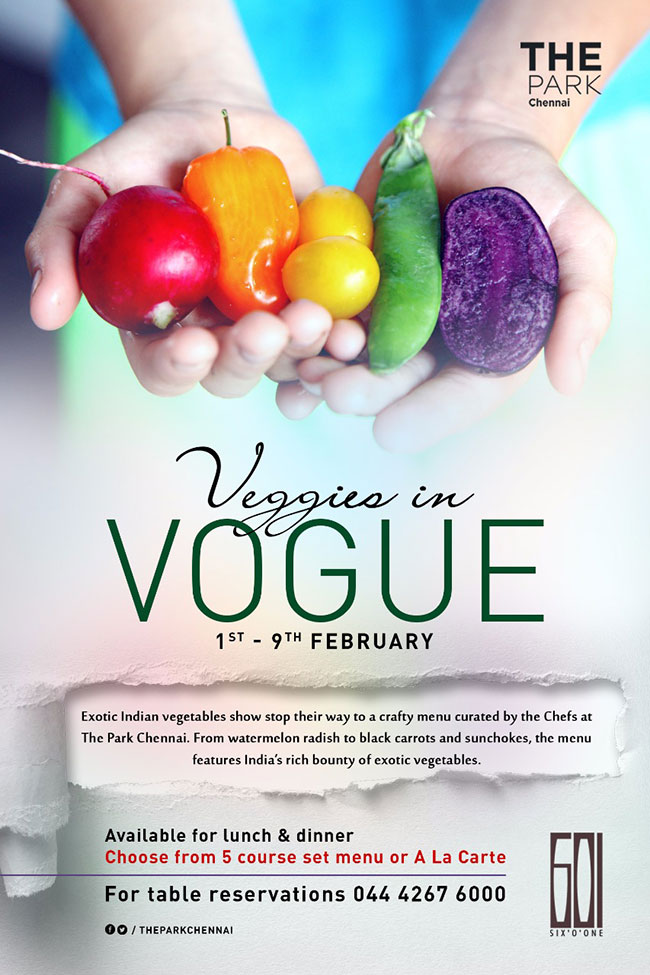 THE
PARK
Chennai
Veggies in
VOGUE
1ST - 9TH FEBRUARY
Exotic Indian vegetables show stop their way to a crafty menu curated by the Chefs at
The Park Chennai. From watermelon radish to black carrots and sunchokes, the menu
features India's rich bounty of exotic vegetables.
Available for lunch & dinner
Choose from 5 course set menu or A La Carte
For table reservations 044 4267 6000
/ THEPARKCHENNAI
601
SIX'O'ONE